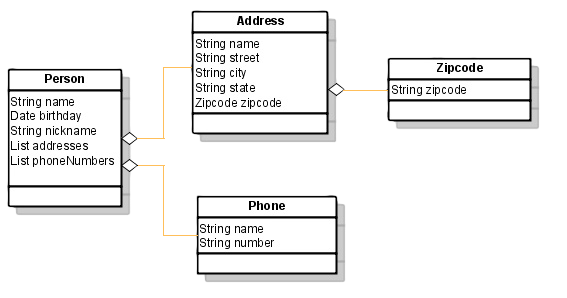 Person
String name
Date birthday
String nickname
List addresses
List phoneNumbers
Address
String name
String street
String city
String state
Zipcode zipcode
Zipcode
String zipcode
Phone
String name
String number